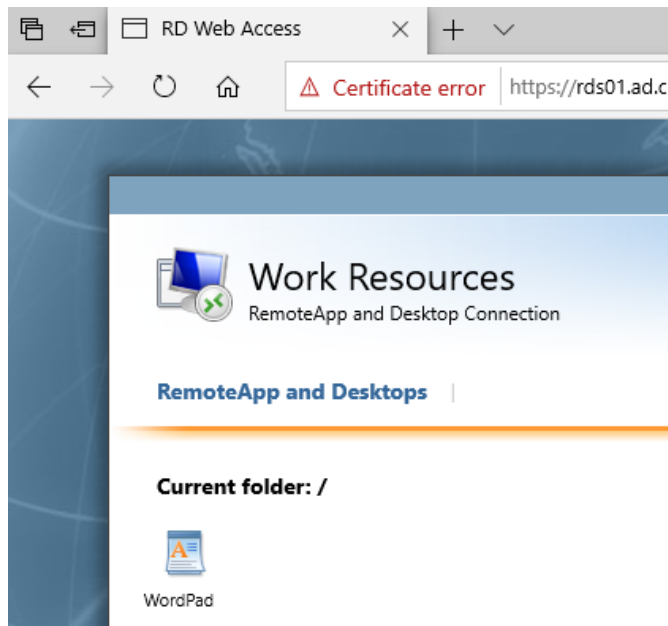 RD Web Access
Certificate error https://rds01.ad.c
Work Resources
RemoteApp and Desktop Connection
RemoteApp and Desktops |
Current folder: /
WordPad